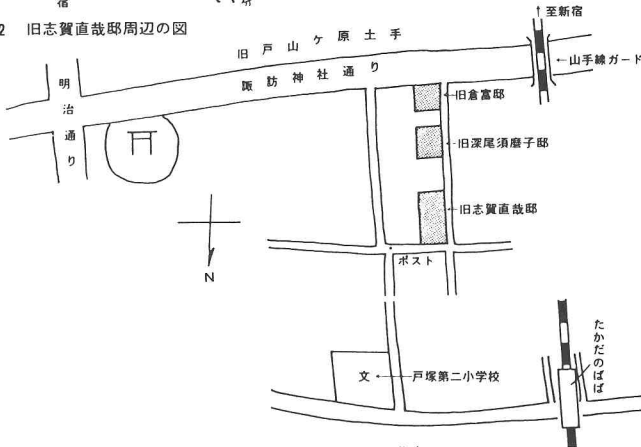 2 旧志賀直哉邸周辺の図
↑至新宿
旧戸山ケ原土手
←山手線ガード
諏訪神社通り
明治通り
←旧倉富邸
←旧深尾須磨子邸
←旧志賀直哉邸
N
ポスト
たかだのばば
文←戸塚第二小学校